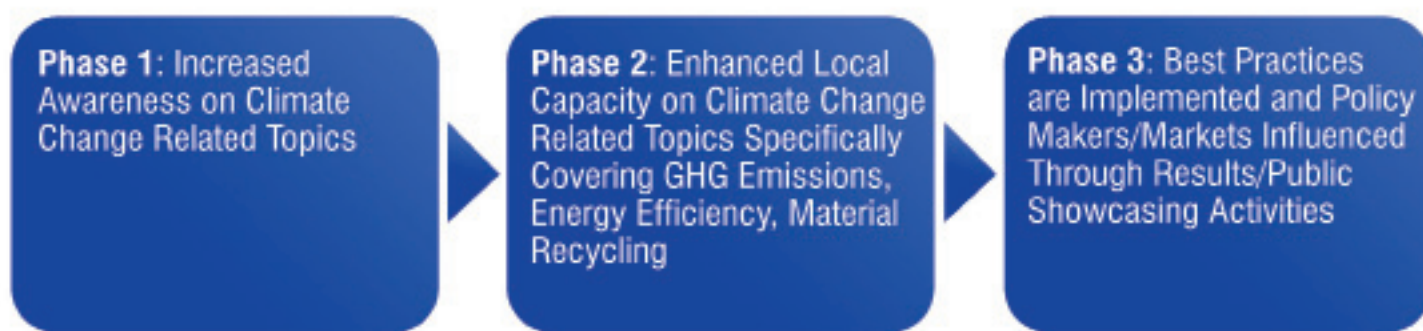 Phase 1: Increased
Awareness on Climate
Change Related Topics
Phase 2: Enhanced Local
Capacity on Climate Change
Related Topics Specifically
Covering GHG Emissions,
Energy Efficiency, Material
Recycling
Phase 3: Best Practices
are Implemented and Policy
Makers/Markets Influenced
Through Results/Public
Showcasing Activities